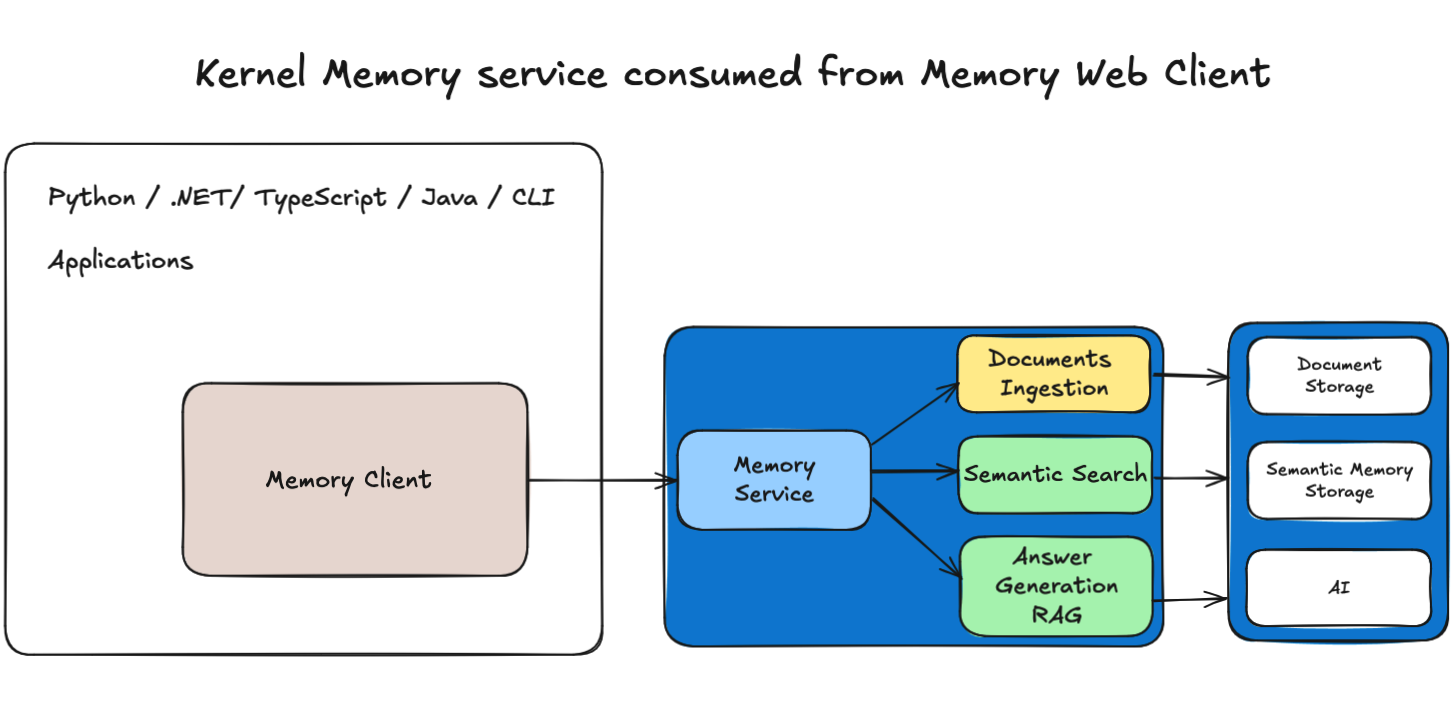 Kernel Memory service consumed from Memory Web Client
Python / .NET/ TypeScript / Java / CLI
Applications
Memory Client
Memory
Service
Documents
Ingestion
Semantic Search
Answer
Generation
RAG
Document
Storage
Semantic Memory
Storage
AI